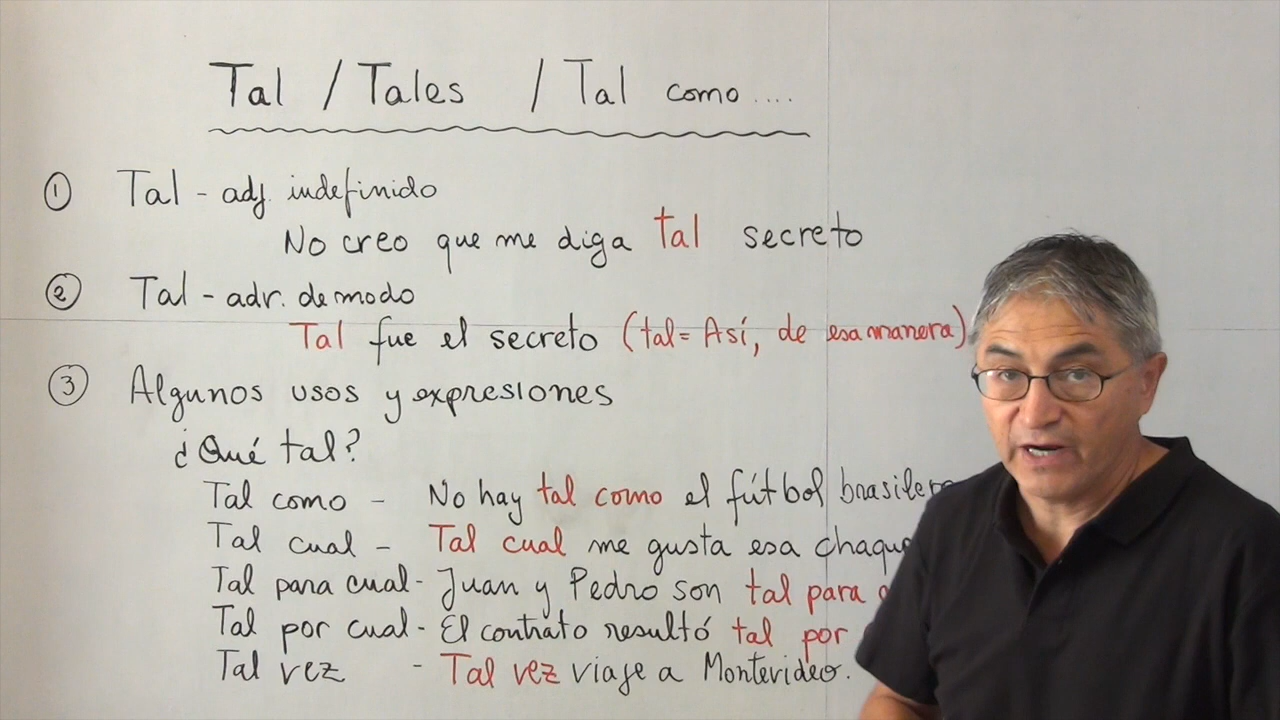 Tal / Tales / Tal como ....
① Tal - adj. indefinido
No creo que me diga tal secreto
② Tal - adv. de modo
Tal fue el secreto (tal = Así, de esa manera)
③ Algunos usos y expresiones
¿Qué tal?
Tal como - No hay tal como el fútbol
Tal cual - Tal cual me gusta esa
Tal para cual - Juan y Pedro son tal para
Tal por cual - El contrato resultó tal por
Tal vez - Tal vez viaje a Montevideo.